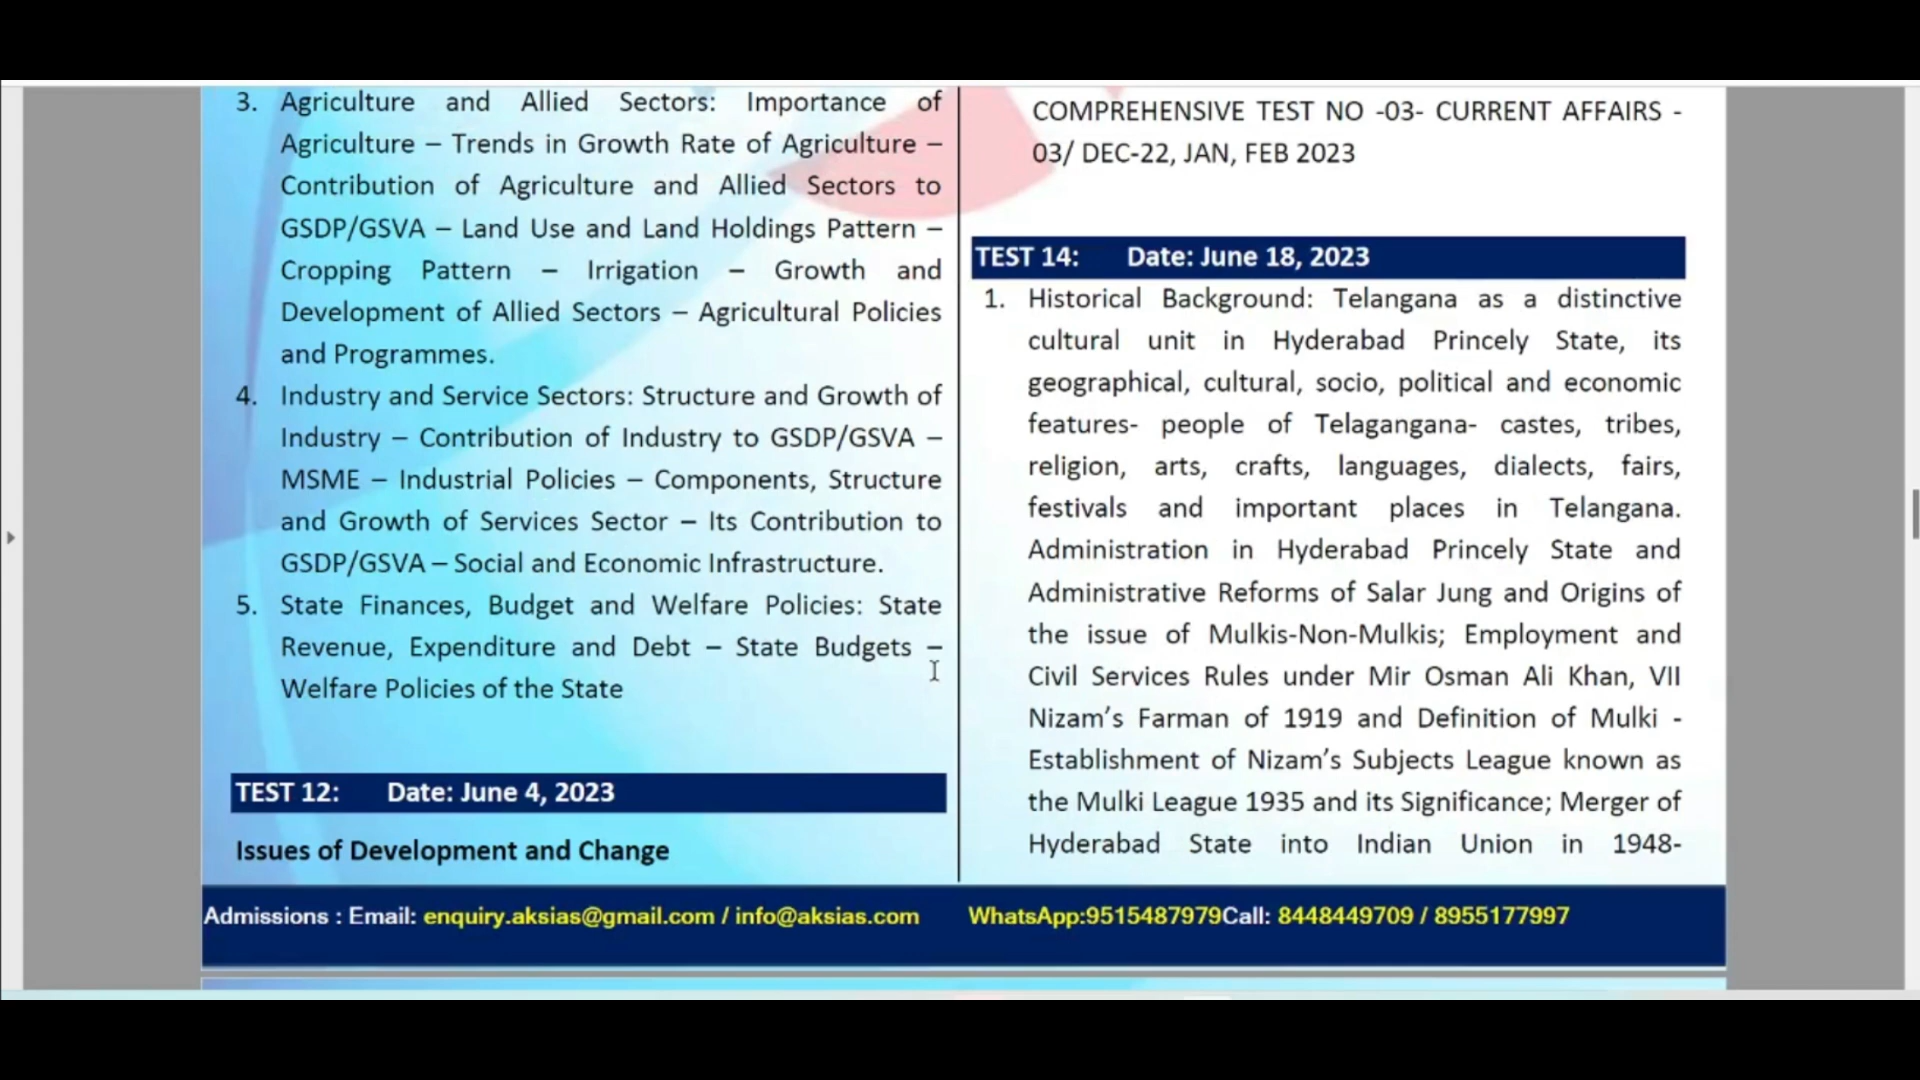 3. Agriculture and Allied Sectors: Importance of
Agriculture – Trends in Growth Rate of Agriculture –
Contribution of Agriculture and Allied Sectors to
GSDP/GSVA – Land Use and Land Holdings Pattern –
Cropping Pattern – Irrigation – Growth and
Development of Allied Sectors – Agricultural Policies
and Programmes.
4. Industry and Service Sectors: Structure and Growth of
Industry – Contribution of Industry to GSDP/GSVA –
MSME – Industrial Policies – Components, Structure
and Growth of Services Sector – Its Contribution to
GSDP/GSVA – Social and Economic Infrastructure.
5. State Finances, Budget and Welfare Policies: State
Revenue, Expenditure and Debt – State Budgets –
Welfare Policies of the State
TEST 12: Date: June 4, 2023
Issues of Development and Change
COMPREHENSIVE TEST NO -03- CURRENT AFFAIRS -
03/ DEC-22, JAN, FEB 2023
TEST 14: Date: June 18, 2023
1. Historical Background: Telangana as a distinctive
cultural unit in Hyderabad Princely State, its
geographical, cultural, socio, political and economic
features- people of Telagangana- castes, tribes,
religion, arts, crafts, languages, dialects, fairs,
festivals and important places in Telangana.
Administration in Hyderabad Princely State and
Administrative Reforms of Salar Jung and Origins of
the issue of Mulkis-Non-Mulkis; Employment and
Civil Services Rules under Mir Osman Ali Khan, VII
Nizam’s Farman of 1919 and Definition of Mulki -
Establishment of Nizam’s Subjects League known as
the Mulki League 1935 and its Significance; Merger of
Hyderabad State into Indian Union in 1948-
Admissions : Email: enquiry.aksias@gmail.com / info@aksias.com WhatsApp:9515487979Call: 8448449709 / 8955177997